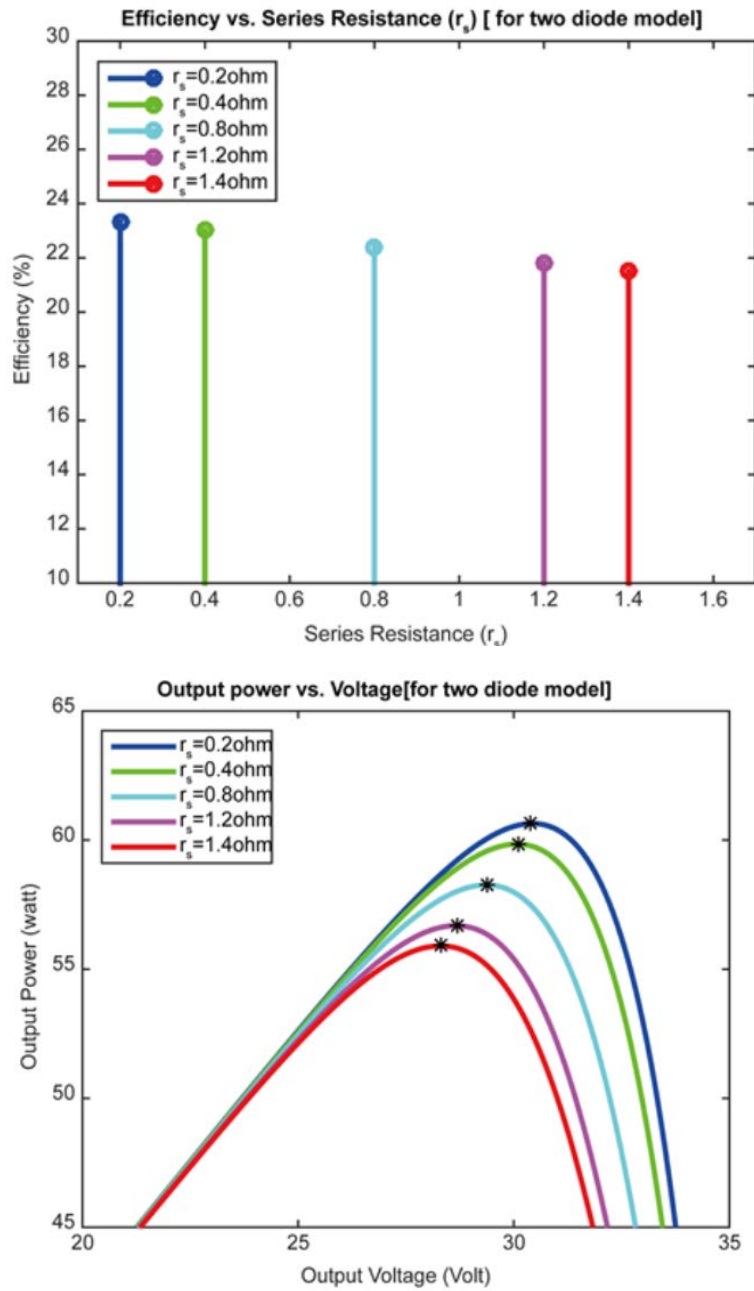 Efficiency vs. Series Resistance (rs) [ for two diode model]
30
28
26
24
22
20
18
16
14
12
10
Efficiency (%)
rs=0.2ohm
rs=0.4ohm
rs=0.8ohm
rs=1.2ohm
rs=1.4ohm
0.2 0.4 0.6 0.8 1 1.2 1.4 1.6
Series Resistance (rs)
Output power vs. Voltage[for two diode model]
65
60
55
50
45
Output Power (watt)
rs=0.2ohm
rs=0.4ohm
rs=0.8ohm
rs=1.2ohm
rs=1.4ohm
20 25 30 35
Output Voltage (Volt)